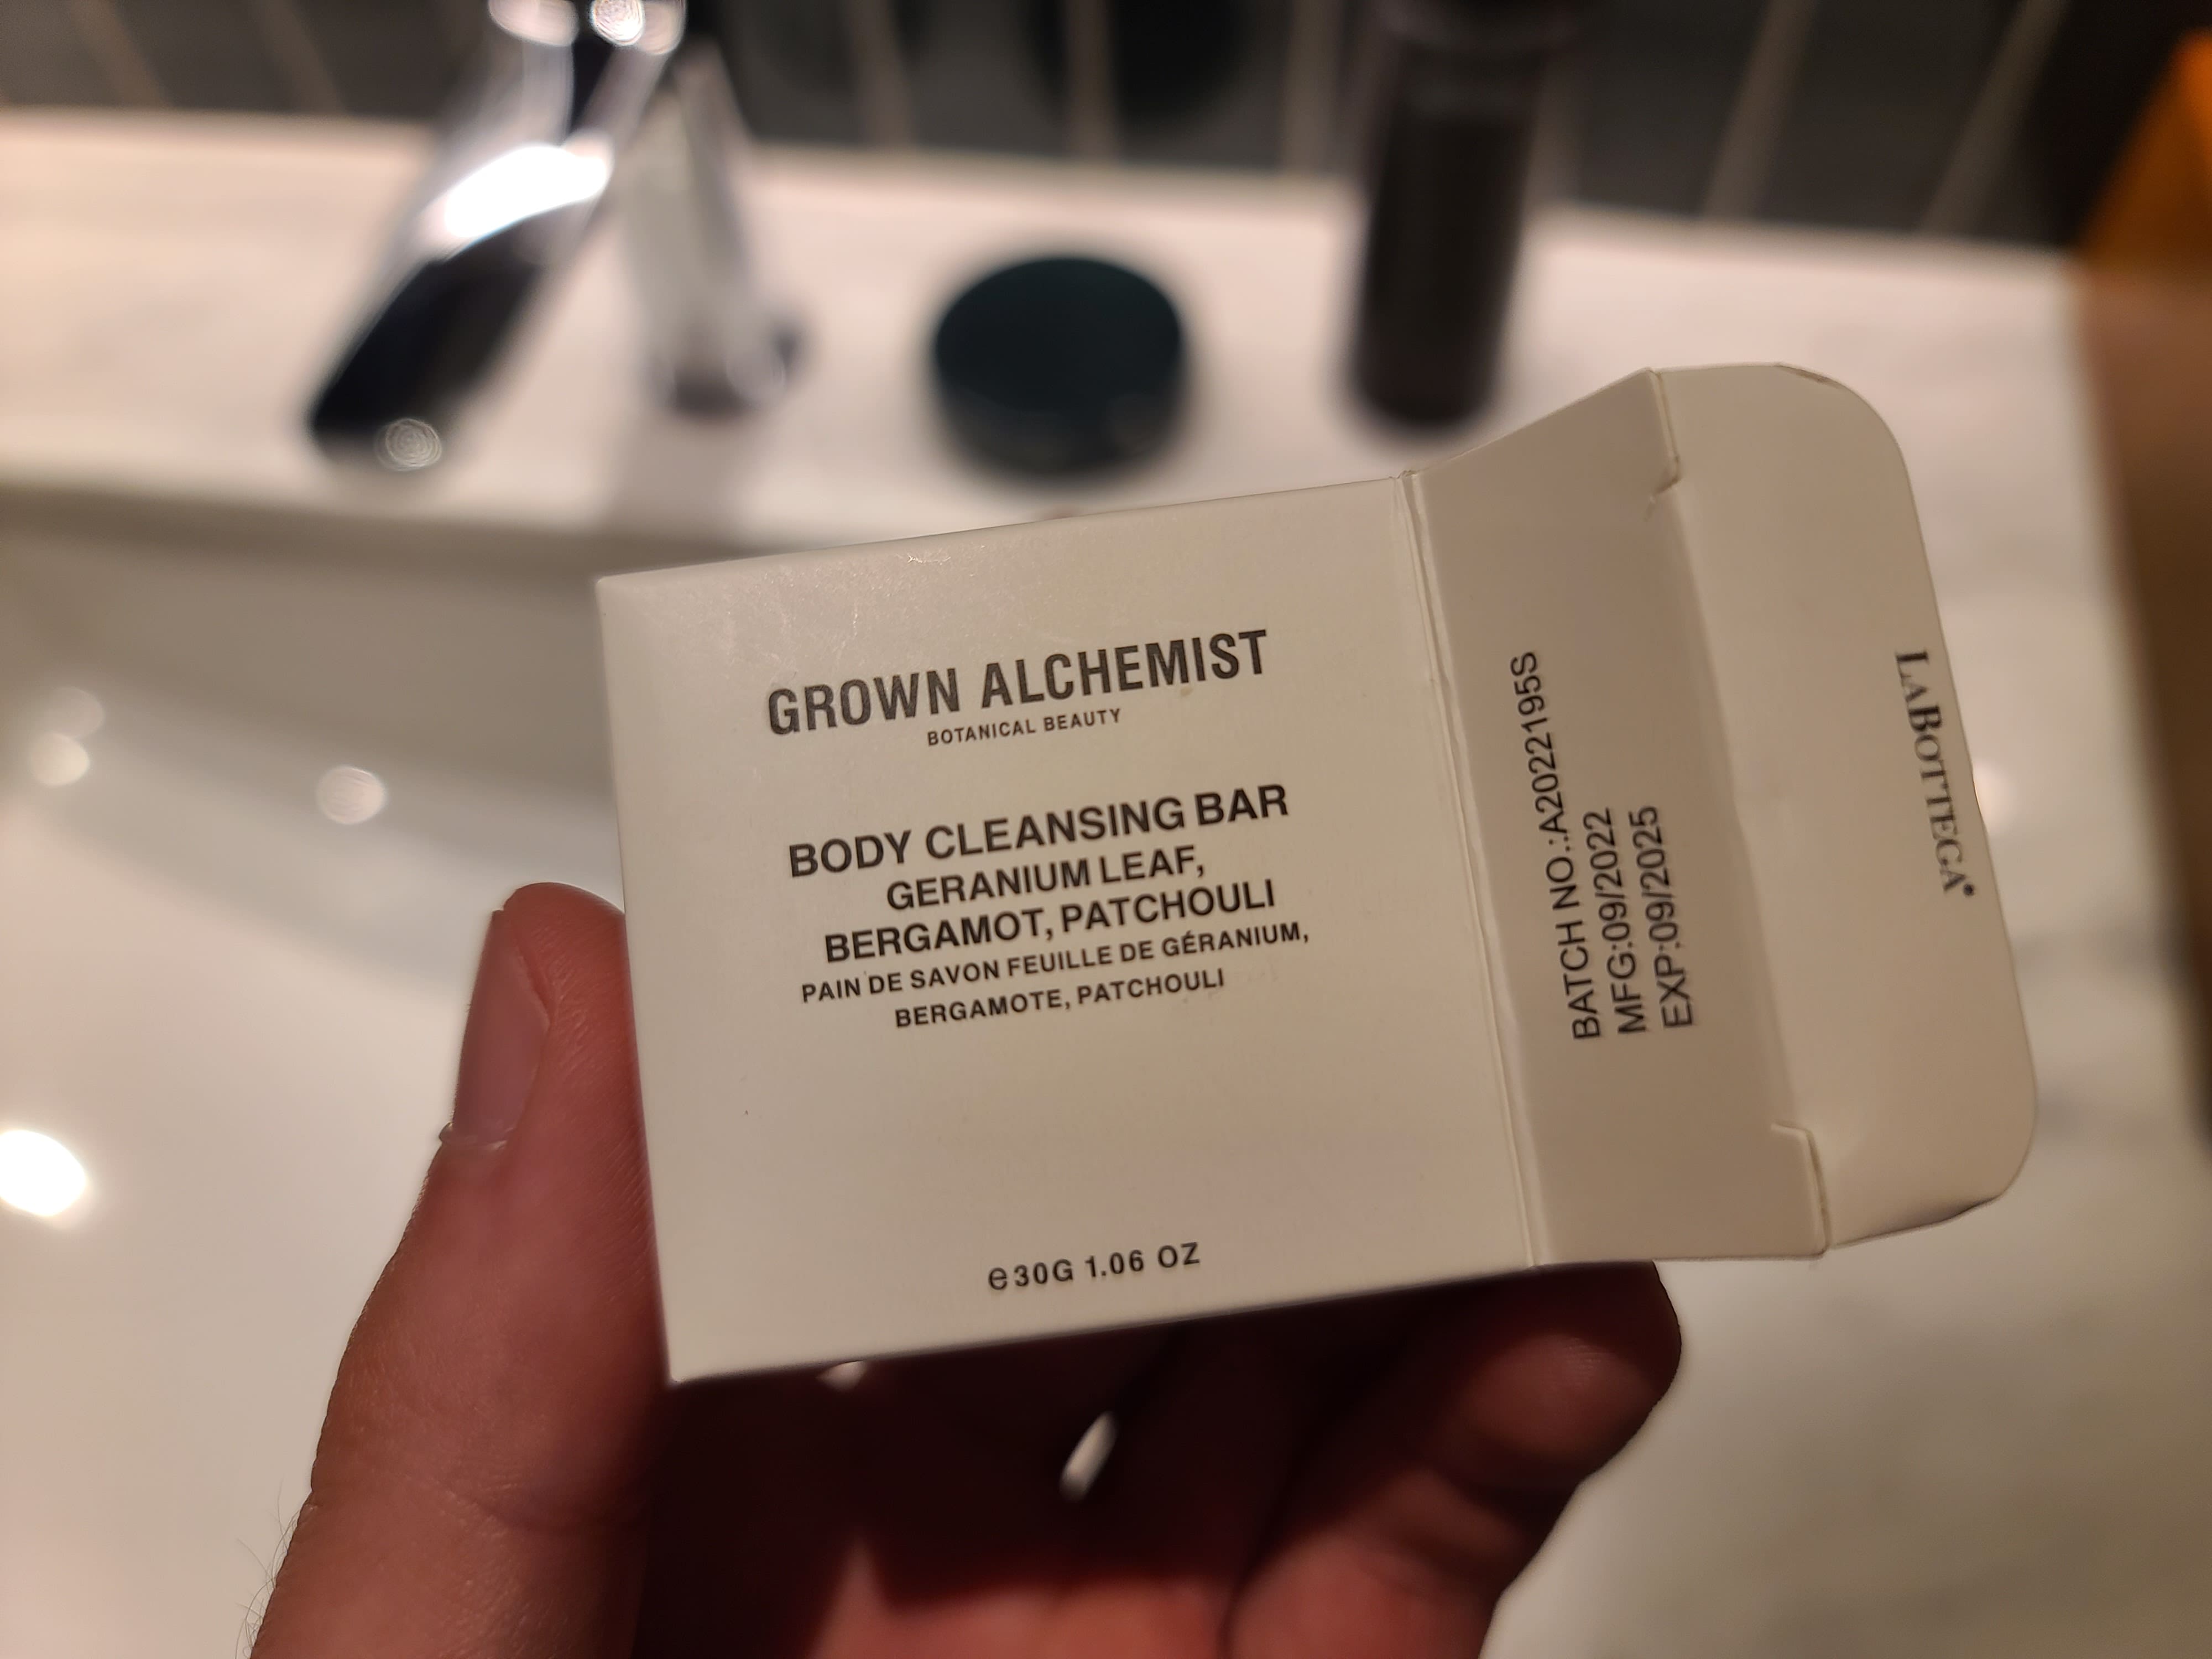 GROWN ALCHEMIST
BOTANICAL BEAUTY
BODY CLEANSING BAR
GERANIUM LEAF,
BERGAMOT, PATCHOULI
PAIN DE SAVON FEUILLE DE GÉRANIUM,
BERGAMOTE, PATCHOULI
℮30G 1.06 OZ
BATCH NO.:A2022195S
MFG:09/2022
EXP:09/2025
LABOTTEGA